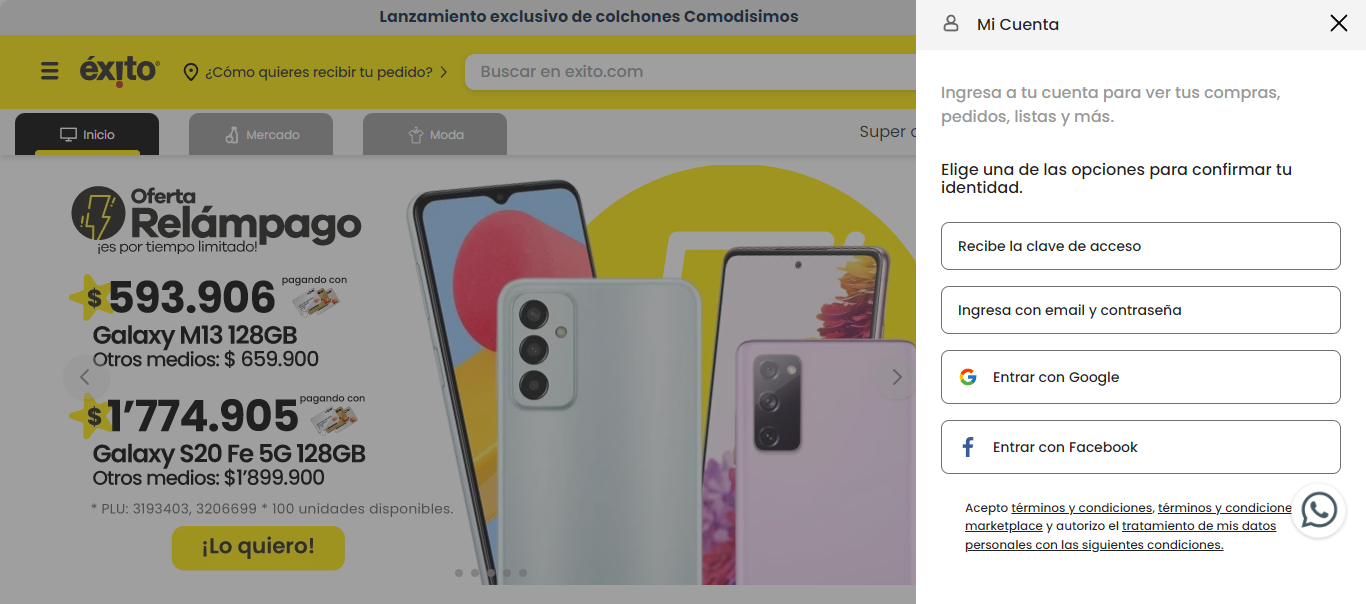 Lanzamiento exclusivo de colchones Comodisimos
éxito
¿Cómo quieres recibir tu pedido?
Buscar en exito.com
Inicio
Mercado
Moda
Super
Oferta
Relámpago
¡es por tiempo limitado!
$593.906 pagando con
Galaxy M13 128GB
Otros medios: $ 659.900
$1’774.905 pagando con
Galaxy S20 Fe 5G 128GB
Otros medios: $1’899.900
* PLU: 3193403, 3206699 * 100 unidades disponibles.
¡Lo quiero!
Mi Cuenta
Ingresa a tu cuenta para ver tus compras,
pedidos, listas y más.
Elige una de las opciones para confirmar tu
identidad.
Recibe la clave de acceso
Ingresa con email y contraseña
Entrar con Google
Entrar con Facebook
Acepto términos y condiciones, términos y condicione
marketplace y autorizo el tratamiento de mis datos
personales con las siguientes condiciones.